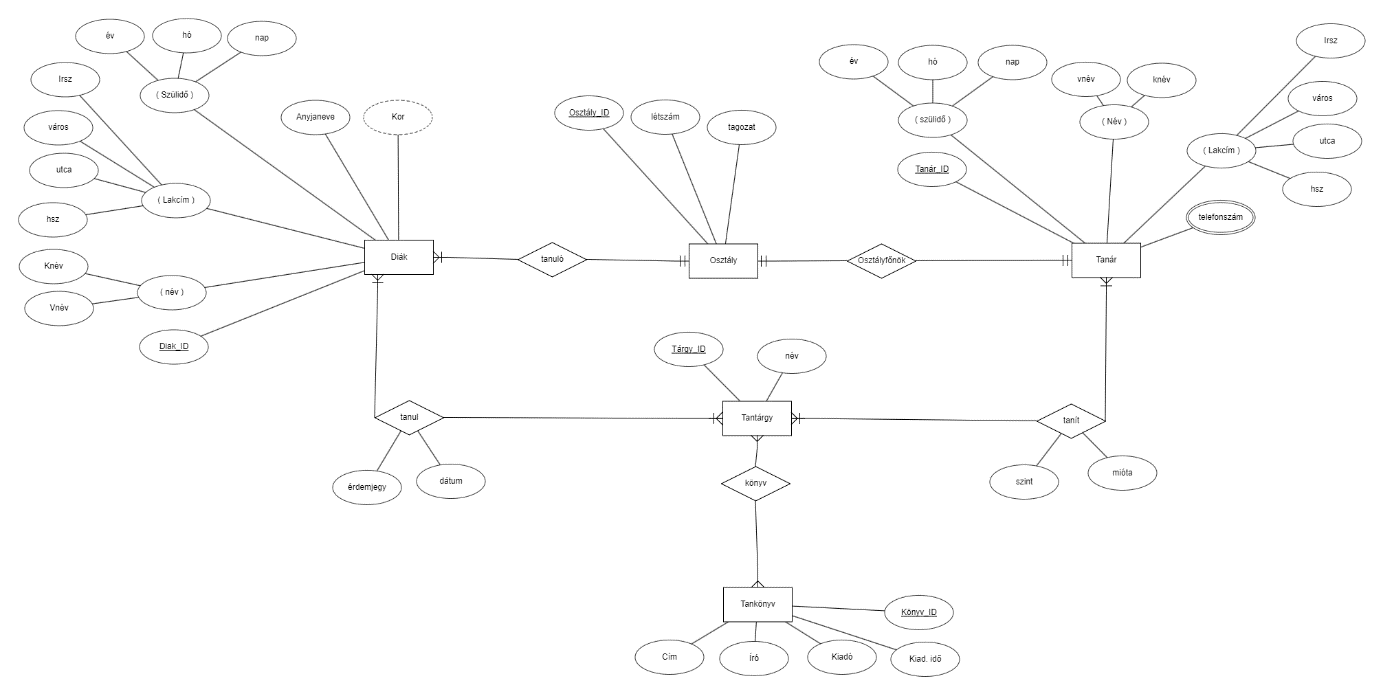 év
hó
nap
( Szülidő )
Irsz
város
utca
hsz
( Lakcím )
Knév
Vnév
( név )
Diak_ID
Anyjaneve
Kor
Diák
tanuló
Osztály_ID
létszám
tagozat
Osztály
Osztályfőnök
év
hó
nap
( szülidő )
Tanár_ID
vnév
knév
( Név )
Irsz
város
utca
hsz
( Lakcím )
telefonszám
Tanár
tanul
érdemjegy
dátum
Tárgy_ID
név
Tantárgy
tanít
szint
mióta
könyv
Tankönyv
Könyv_ID
Cím
Író
Kiadó
Kiad. idő